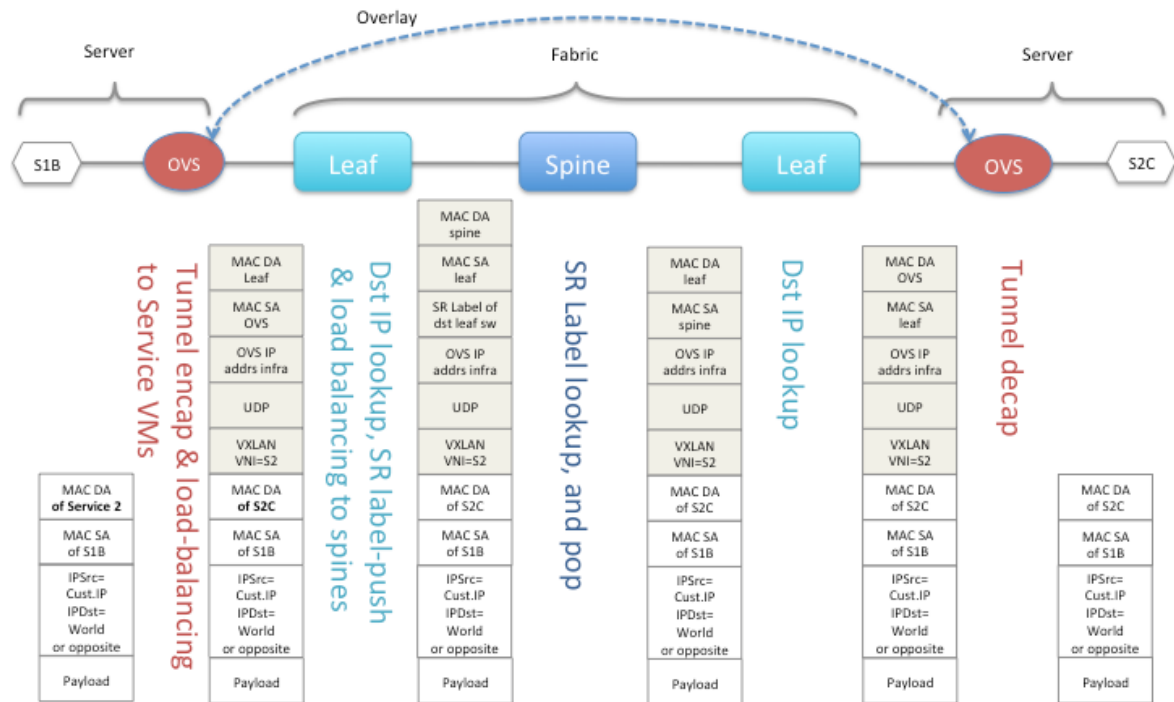 Overlay
Server
Fabric
Server
S1B
OVS
Leaf
Spine
Leaf
OVS
S2C
Tunnel encap & load-balancing
to Service VMs
Dst IP lookup, SR label-push
& load balancing to spines
SR Label lookup, and pop
Dst IP lookup
Tunnel decap
MAC DA
of Service 2
MAC SA
of S1B
IPSrc=
Cust.IP
IPDst=
World
or opposite
Payload
MAC DA
Leaf
MAC SA
OVS
OVS IP
addrs infra
UDP
VXLAN
VNI=S2
MAC DA
of S2C
MAC SA
of S1B
IPSrc=
Cust.IP
IPDst=
World
or opposite
Payload
MAC DA
spine
MAC SA
leaf
SR Label of
dst leaf sw
OVS IP
addrs infra
UDP
VXLAN
VNI=S2
MAC DA
of S2C
MAC SA
of S1B
IPSrc=
Cust.IP
IPDst=
World
or opposite
Payload
MAC DA
leaf
MAC SA
spine
OVS IP
addrs infra
UDP
VXLAN
VNI=S2
MAC DA
of S2C
MAC SA
of S1B
IPSrc=
Cust.IP
IPDst=
World
or opposite
Payload
MAC DA
OVS
MAC SA
leaf
OVS IP
addrs infra
UDP
VXLAN
VNI=S2
MAC DA
of S2C
MAC SA
of S1B
IPSrc=
Cust.IP
IPDst=
World
or opposite
Payload
MAC DA
of S2C
MAC SA
of S1B
IPSrc=
Cust.IP
IPDst=
World
or opposite
Payload